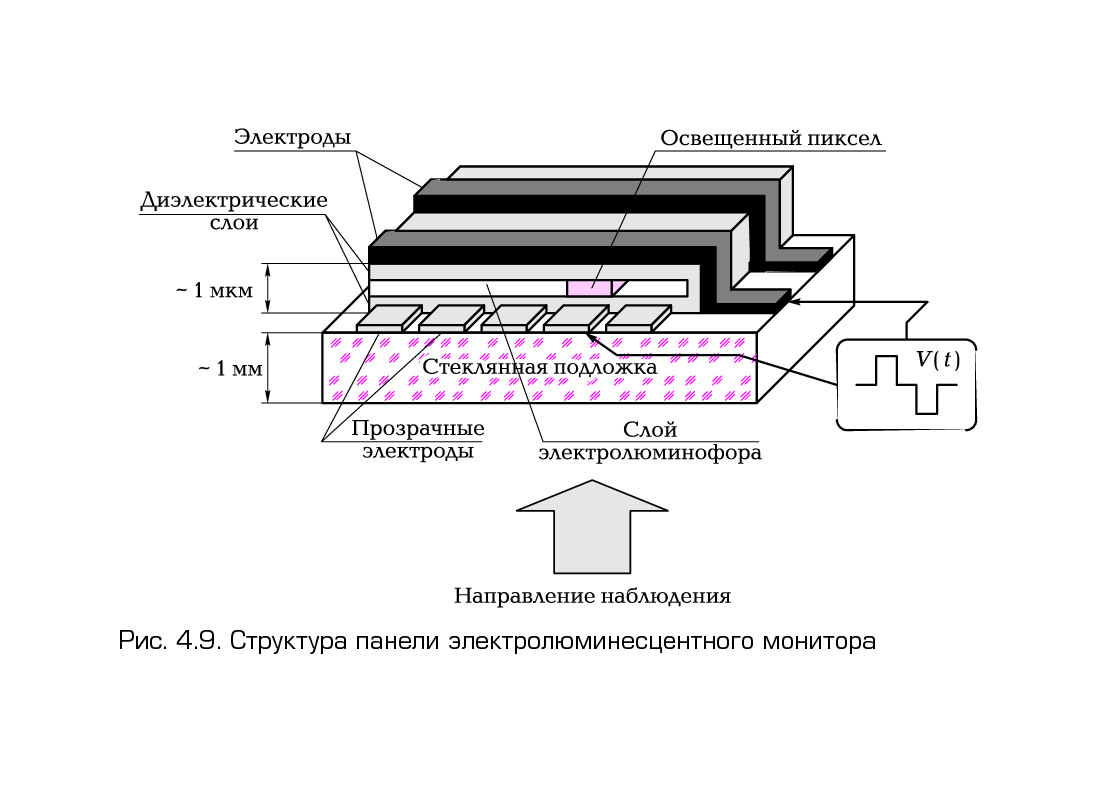 Электроды
Освещенный пиксел
Диэлектрические
слои
~ 1 мкм
V(t)
~ 1 мм
Стеклянная подложка
Прозрачные
электроды
Слой
электролюминофора
Направление наблюдения
Рис. 4.9. Структура панели электролюминесцентного монитора